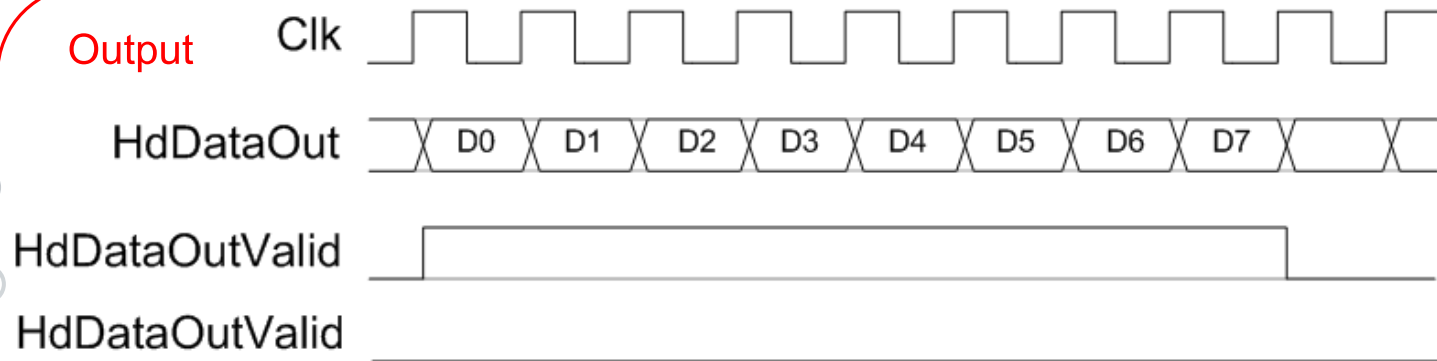 Output
Clk
HdDataOut
D0 D1 D2 D3 D4 D5 D6 D7
HdDataOutValid
HdDataOutValid